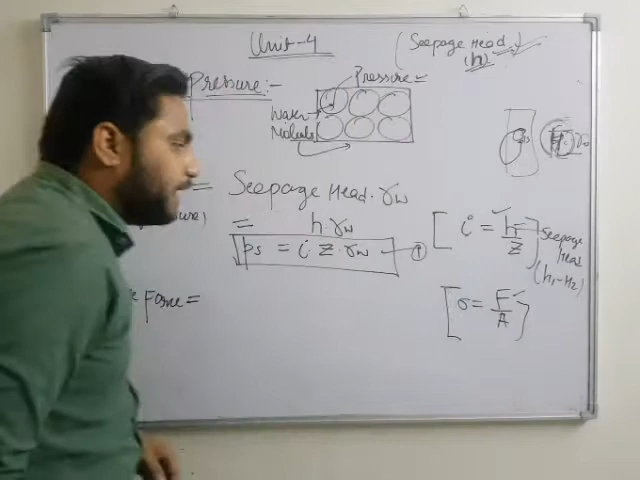 Unit-4
(Seepage Head)
(h)
Pressure:-
Pressure =
Water
Molecules
= Seepage Head. γw
= h.γw
ps = i z. γw —①
Force =
[ i = h/z ]
Seepage
Head
(h1-H2)
[ σ = F/A ]